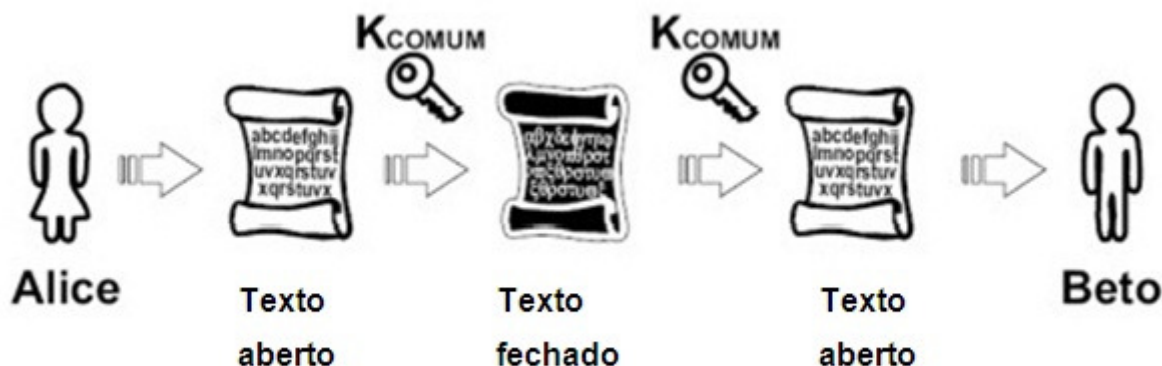 KCOMUM KCOMUM
abcdefghij
lmnopqrst
uvxqrstuv
xqrstuvx
abcdefghij
lmnopqrst
uvxqrstuv
xqrstuvx
Alice
Beto
Texto Texto Texto
aberto fechado aberto